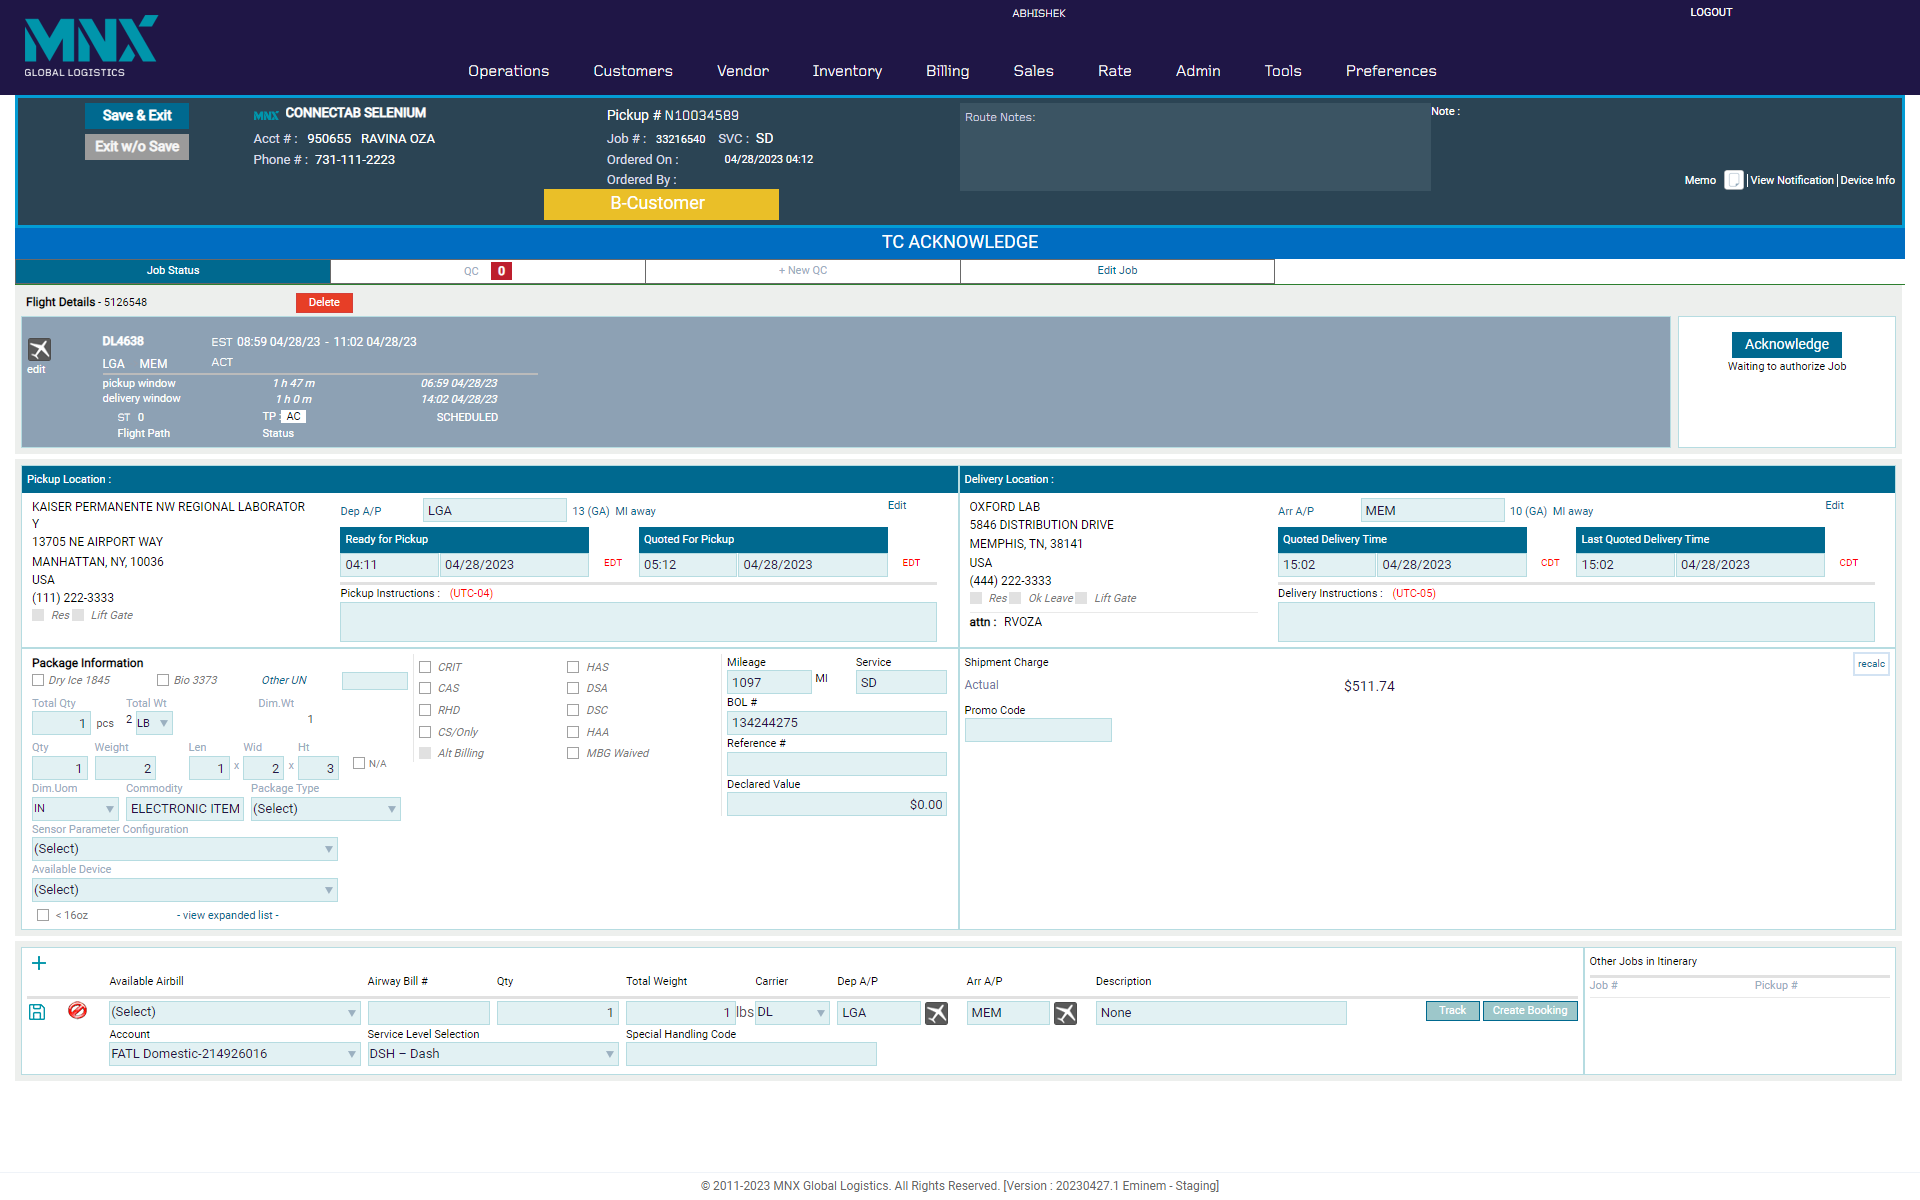 MNX
GLOBAL LOGISTICS
ABHISHEK
LOGOUT
Operations Customers Vendor Inventory Billing Sales Rate Admin Tools Preferences
Save & Exit
Exit w/o Save
MNX CONNECTAB SELENIUM
Acct # : 950655 RAVINA OZA
Phone # : 731-111-2223
Pickup # N10034589
Job # : 33216540 SVC : SD
Ordered On : 04/28/2023 04:12
Ordered By :
B-Customer
Route Notes:
Note :
Memo | View Notification | Device Info
TC ACKNOWLEDGE
Job Status QC 0 + New QC Edit Job
Flight Details - 5126548 Delete
edit
DL4638 EST 08:59 04/28/23 - 11:02 04/28/23
LGA MEM ACT
pickup window 1 h 47 m 06:59 04/28/23
delivery window 1 h 0 m 14:02 04/28/23
ST 0 TP : AC SCHEDULED
Flight Path Status
Acknowledge
Waiting to authorize Job
Pickup Location :
KAISER PERMANENTE NW REGIONAL LABORATOR
Y
13705 NE AIRPORT WAY
MANHATTAN, NY, 10036
USA
(111) 222-3333
Res Lift Gate
Dep A/P LGA 13 (GA) MI away Edit
Ready for Pickup Quoted For Pickup
04:11 04/28/2023 EDT 05:12 04/28/2023 EDT
Pickup Instructions : (UTC-04)
Delivery Location :
OXFORD LAB
5846 DISTRIBUTION DRIVE
MEMPHIS, TN, 38141
USA
(444) 222-3333
Res Ok Leave Lift Gate
attn : RVOZA
Arr A/P MEM 10 (GA) MI away Edit
Quoted Delivery Time Last Quoted Delivery Time
15:02 04/28/2023 CDT 15:02 04/28/2023 CDT
Delivery Instructions : (UTC-05)
Package Information
Dry Ice 1845 Bio 3373 Other UN
Total Qty Total Wt Dim.Wt
1 pcs 2 LB 1
Qty Weight Len Wid Ht
1 2 1 x 2 x 3 N/A
Dim.Uom Commodity Package Type
IN ELECTRONIC ITEM (Select)
Sensor Parameter Configuration
(Select)
Available Device
(Select)
< 16oz - view expanded list -
CRIT HAS
CAS DSA
RHD DSC
CS/Only HAA
Alt Billing MBG Waived
Mileage Service
1097 MI SD
BOL #
134244275
Reference #
Declared Value
$0.00
Shipment Charge recalc
Actual $511.74
Promo Code
Available Airbill Airway Bill # Qty Total Weight Carrier Dep A/P Arr A/P Description
(Select) 1 1 lbs DL LGA MEM None Track Create Booking
Account Service Level Selection Special Handling Code
FATL Domestic-214926016 DSH – Dash
Other Jobs in Itinerary
Job # Pickup #
© 2011-2023 MNX Global Logistics. All Rights Reserved. [Version : 20230427.1 Eminem - Staging]